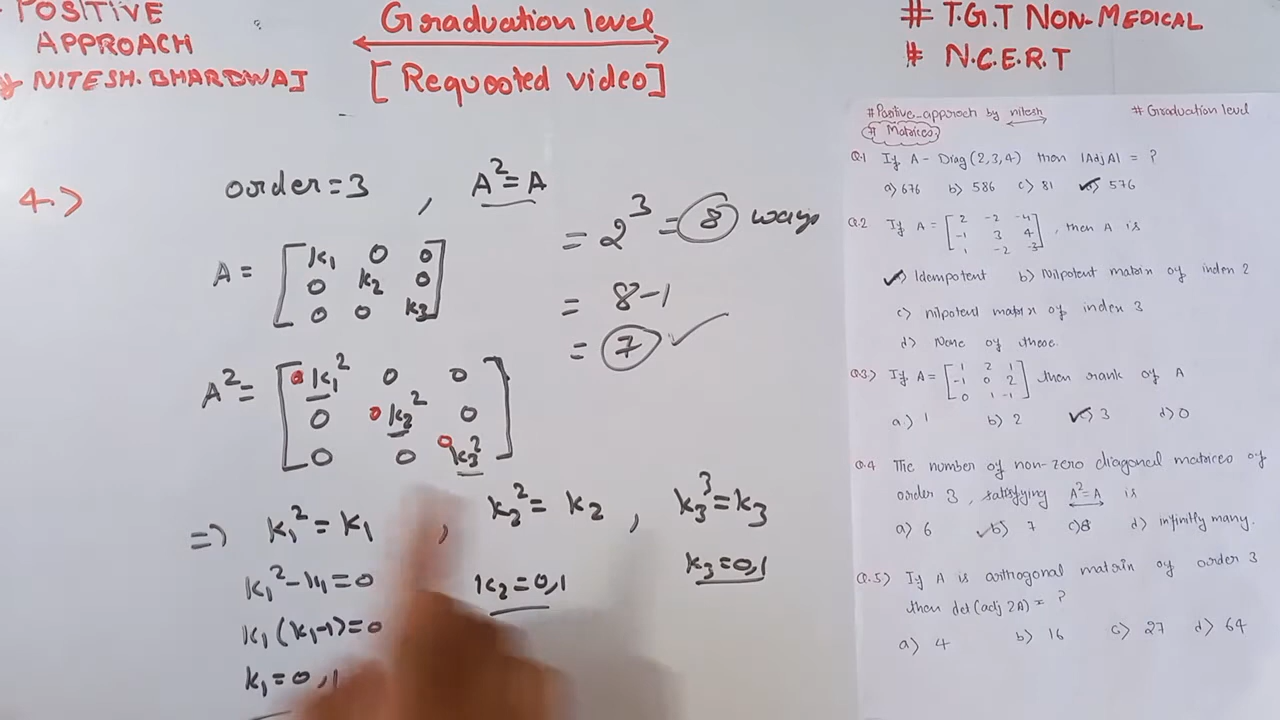 POSITIVE
APPROACH
* NITESH. BHARDWAJ
Graduation level
[Requested video]
# T.G.T NON-MEDICAL
# N.C.E.R.T
4.>
order = 3 , A² = A
A = [k₁ 0 0
0 k₂ 0
0 0 k₃]
A² = [k₁² 0 0
0 k₂² 0
0 0 k₃²]
= 2³ = 8 ways
= 8-1
= 7 ✓
=> k₁² = k₁ , k₂² = k₂ , k₃³ = k₃
k₁² - k₁ = 0
k₁(k₁-1) = 0
k₁ = 0,1
k₂ = 0,1
k₃ = 0,1
#Positive_approch by nitesh
# Graduation level
# Matrices
Q.1 If A - Diag(2,3,4) then |AdjA| = ?
a) 676 b) 586 c) 81 d) 576
Q.2 If A = [2 -2 -4
-1 3 4
1 -2 -3] , then A is
a) Idempotent b) Nilpotent matrix of index 2
c) nilpotent matrix of index 3
d) None of these.
Q.3) If A = [1 2 1
-1 0 2
0 1 -1] then rank of A
a.) 1 b) 2 c) 3 d) 0
Q.4 The number of non-zero diagonal matrices of
order 3, satisfying A² = A is
a) 6 b) 7 c) 8 d) infinitly many.
Q.5) If A is orthogonal matrix of order 3
then det(adj 2A) = ?
a) 4 b) 16 c) 27 d) 64